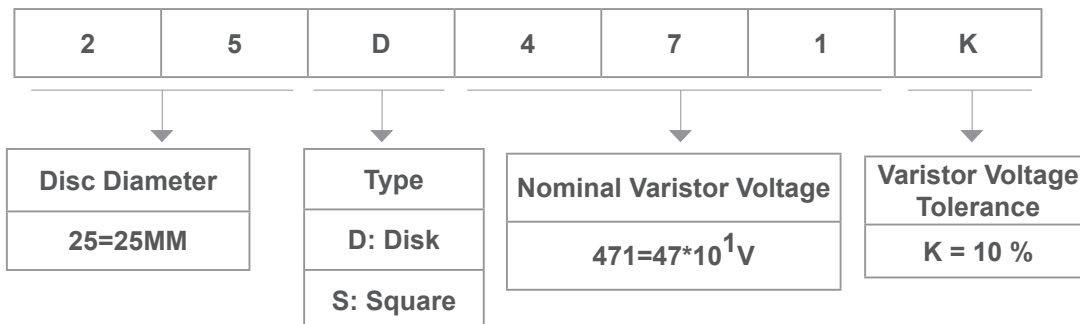 2 5 D 4 7 1 K
Disc Diameter
25=25MM
Type
D: Disk
S: Square
Nominal Varistor Voltage
471=47*10¹V
Varistor Voltage
Tolerance
K = 10 %